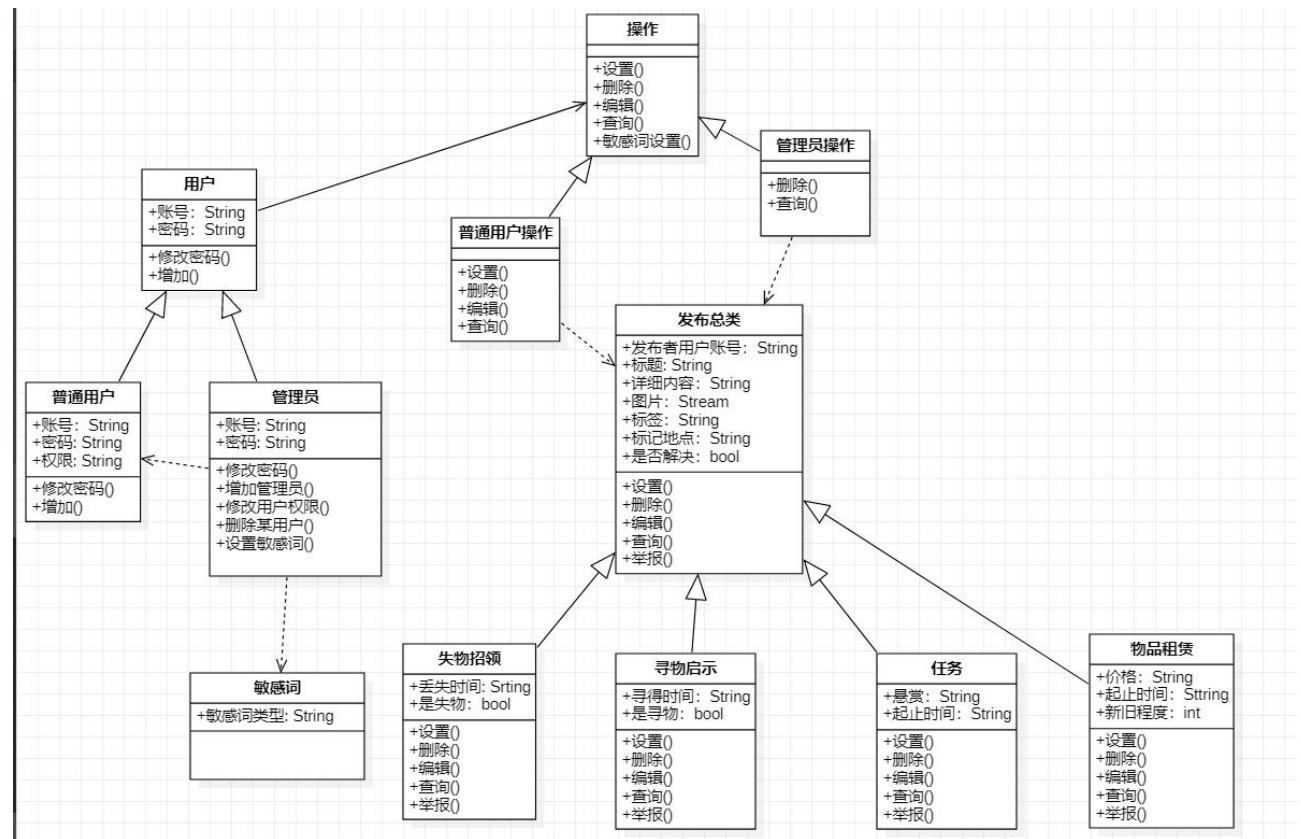 操作
+设置()
+删除()
+编辑()
+查询()
+敏感词设置()
管理员操作
+删除()
+查询()
用户
+账号：String
+密码：String
+修改密码()
+增加()
普通用户操作
+设置()
+删除()
+编辑()
+查询()
发布总类
+发布者用户账号：String
+标题: String
+详细内容：String
+图片：Stream
+标签：String
+标记地点：String
+是否解决：bool
+设置()
+删除()
+编辑()
+查询()
+举报()
普通用户
+账号：String
+密码: String
+权限: String
+修改密码()
+增加()
管理员
+账号: String
+密码: String
+修改密码()
+增加管理员()
+修改用户权限()
+删除某用户()
+设置敏感词()
敏感词
+敏感词类型: String
失物招领
+丢失时间: Srting
+是失物：bool
+设置()
+删除()
+编辑()
+查询()
+举报()
寻物启示
+寻得时间：String
+是寻物：bool
+设置()
+删除()
+编辑()
+查询()
+举报()
任务
+悬赏：String
+起止时间：String
+设置()
+删除()
+编辑()
+查询()
+举报()
物品租赁
+价格：String
+起止时间：Sttring
+新旧程度：int
+设置()
+删除()
+编辑()
+查询()
+举报()